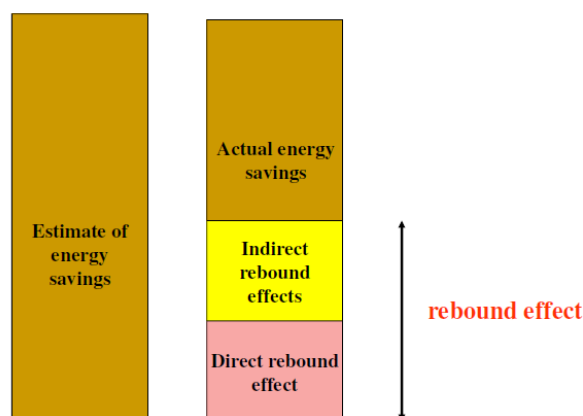 Estimate of
energy
savings
Actual energy
savings
Indirect
rebound
effects
Direct rebound
effect
rebound effect